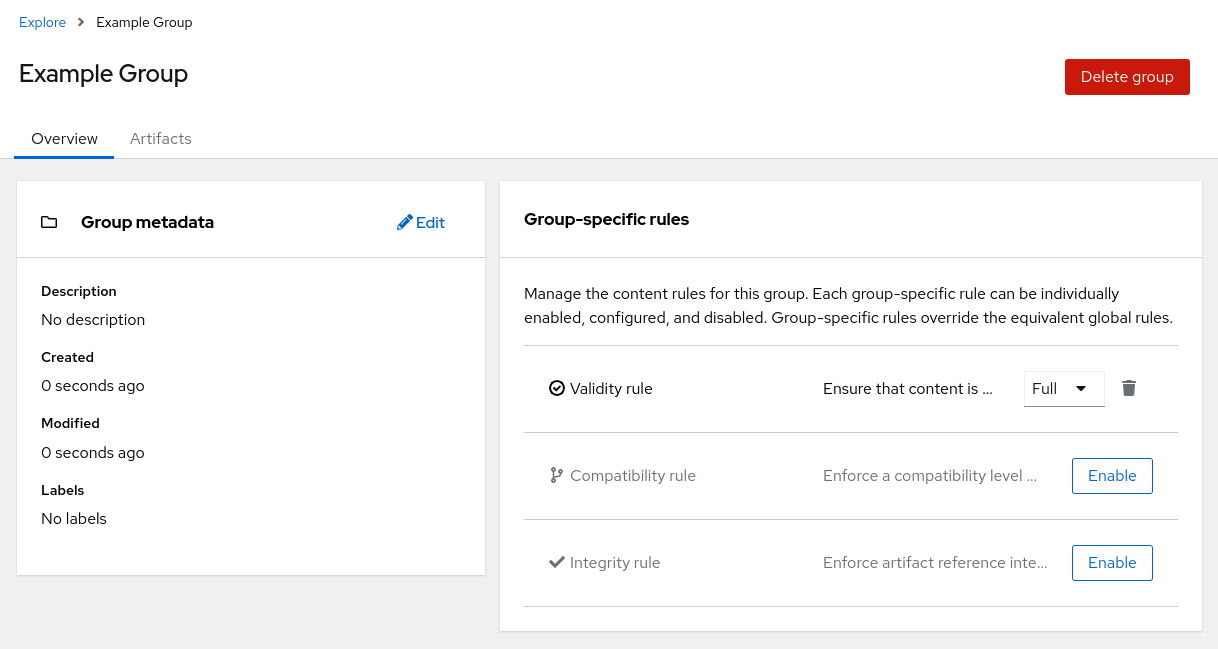 Explore > Example Group
Example Group
Delete group
Overview
Artifacts
Group metadata
Edit
Description
No description
Created
0 seconds ago
Modified
0 seconds ago
Labels
No labels
Group-specific rules
Manage the content rules for this group. Each group-specific rule can be individually
enabled, configured, and disabled. Group-specific rules override the equivalent global rules.
Validity rule
Ensure that content is ...
Full
Compatibility rule
Enforce a compatibility level ...
Enable
Integrity rule
Enforce artifact reference inte...
Enable